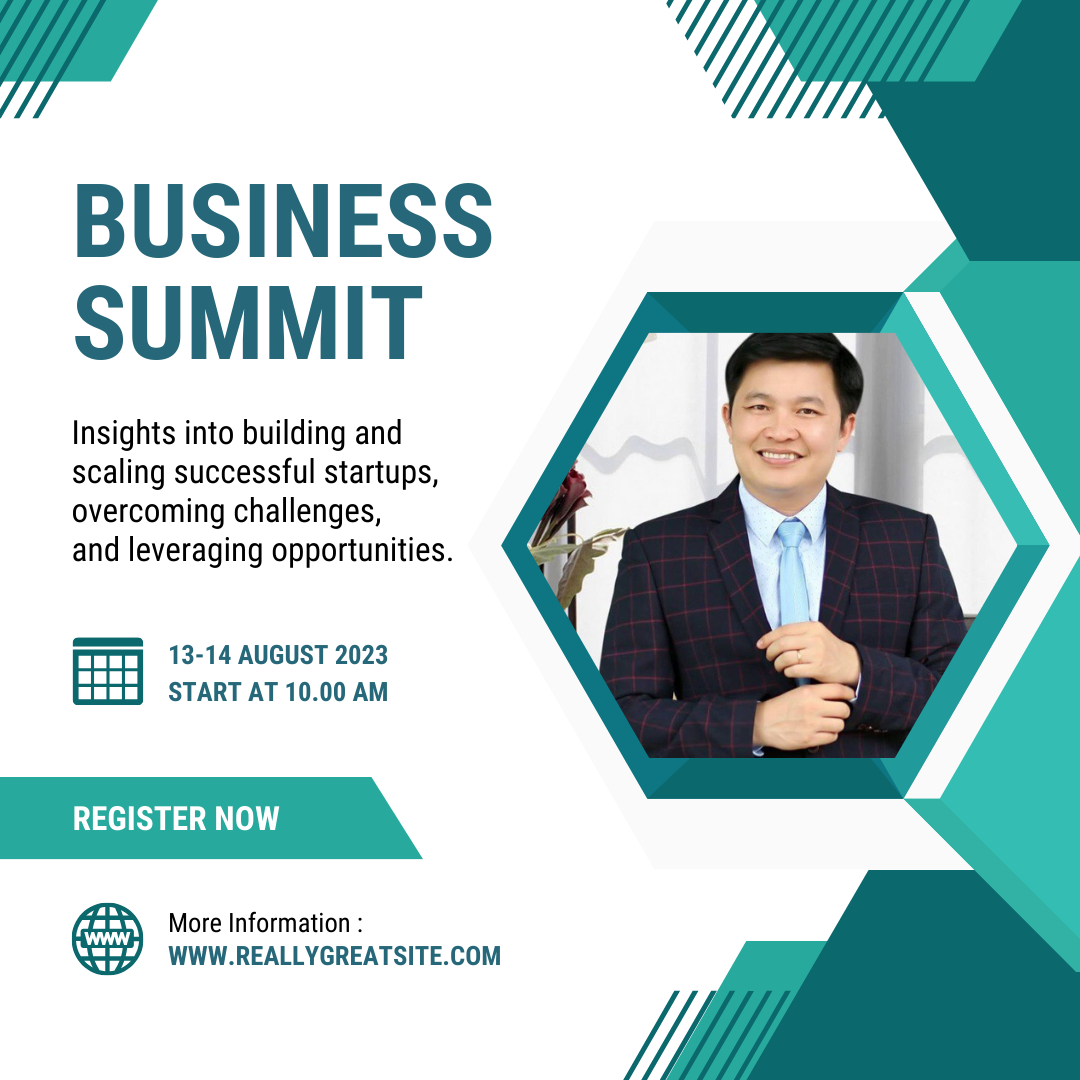 BUSINESS
SUMMIT
Insights into building and
scaling successful startups,
overcoming challenges,
and leveraging opportunities.
13-14 AUGUST 2023
START AT 10.00 AM
REGISTER NOW
WWW
More Information :
WWW.REALLYGREATSITE.COM